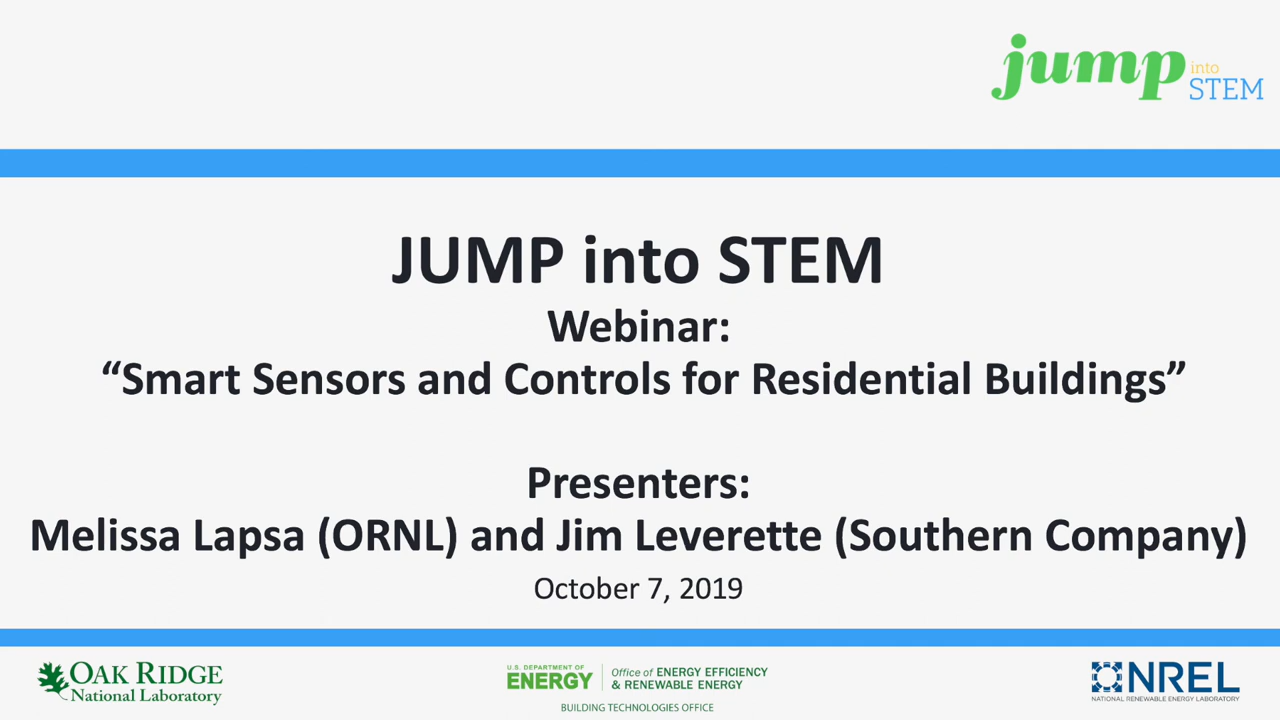 jump into STEM
JUMP into STEM
Webinar:
“Smart Sensors and Controls for Residential Buildings”
Presenters:
Melissa Lapsa (ORNL) and Jim Leverette (Southern Company)
October 7, 2019
OAK RIDGE
National Laboratory
U.S. DEPARTMENT OF
ENERGY
Office of ENERGY EFFICIENCY
& RENEWABLE ENERGY
BUILDING TECHNOLOGIES OFFICE
NREL
NATIONAL RENEWABLE ENERGY LABORATORY